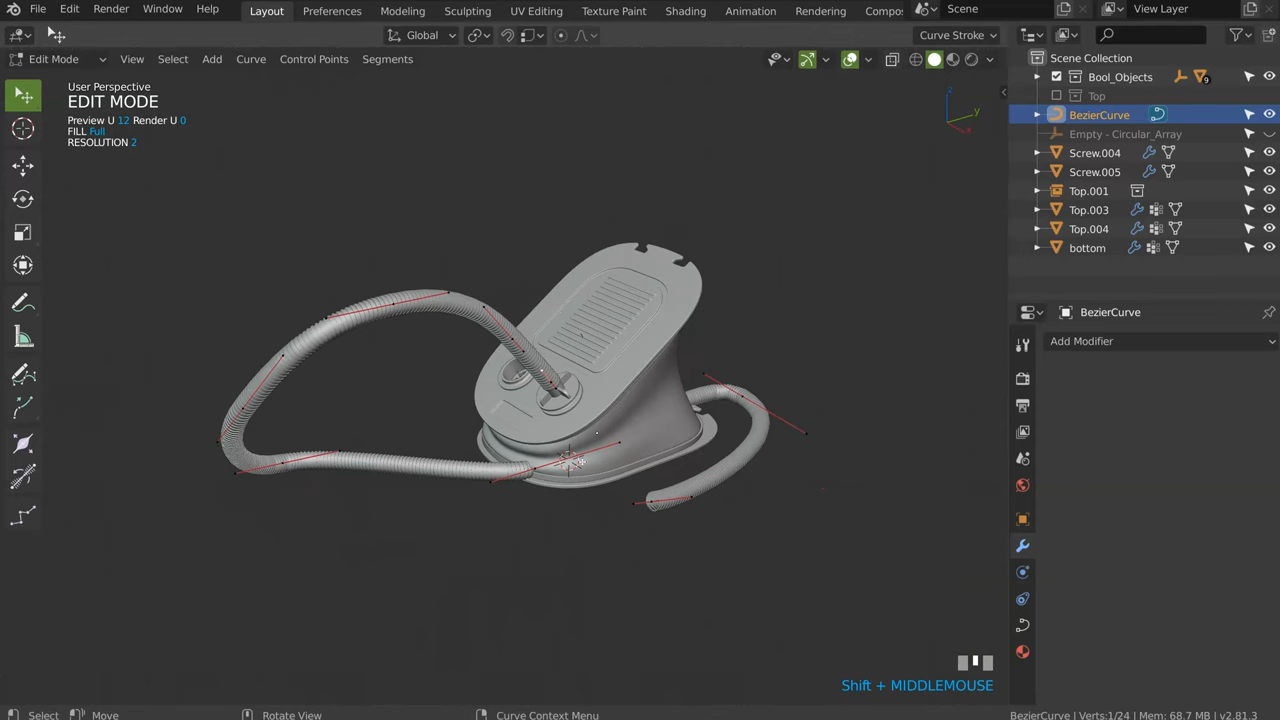 File Edit Render Window Help Layout Preferences Modeling Sculpting UV Editing Texture Paint Shading Animation Rendering Compos Scene View Layer
Global Curve Stroke
Edit Mode View Select Add Curve Control Points Segments
User Perspective
EDIT MODE
Preview U 12 Render U 0
FILL Full
RESOLUTION 2
z
y
x
Scene Collection
Bool_Objects 9
Top
BezierCurve
Empty - Circular_Array
Screw.004
Screw.005
Top.001
Top.003
Top.004
bottom
BezierCurve
Add Modifier
Shift + MIDDLEMOUSE
Select Move Rotate View Curve Context Menu BezierCurve | Verts:1/24 | Mem: 68.7 MB | v2.81.3